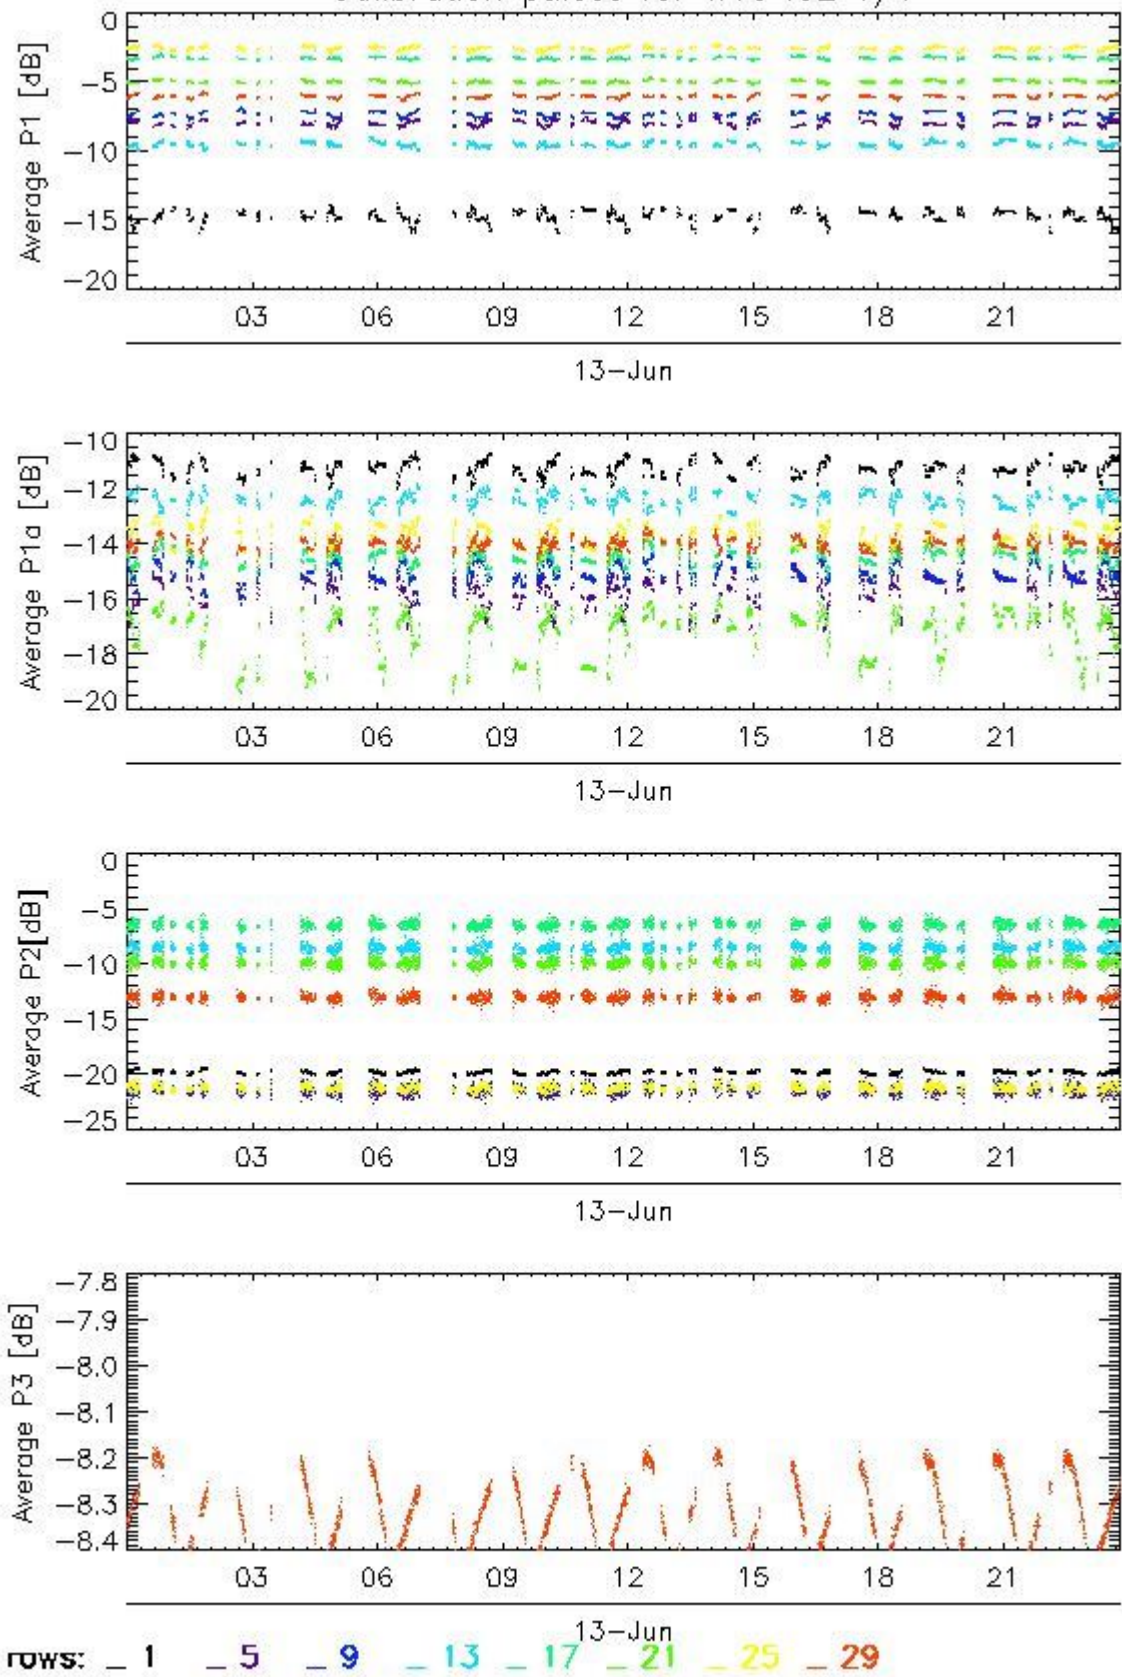 0
−5
−10
−15
−20
Average P1 [dB]
03 06 09 12 15 18 21
13−Jun
−10
−12
−14
−16
−18
−20
Average P1a [dB]
03 06 09 12 15 18 21
13−Jun
0
−5
−10
−15
−20
−25
Average P2[dB]
03 06 09 12 15 18 21
13−Jun
−7.8
−7.9
−8.0
−8.1
−8.2
−8.3
−8.4
Average P3 [dB]
03 06 09 12 15 18 21
13−Jun
rows: _ 1 _ 5 _ 9 _ 13 _ 17 _ 21 _ 25 _ 29